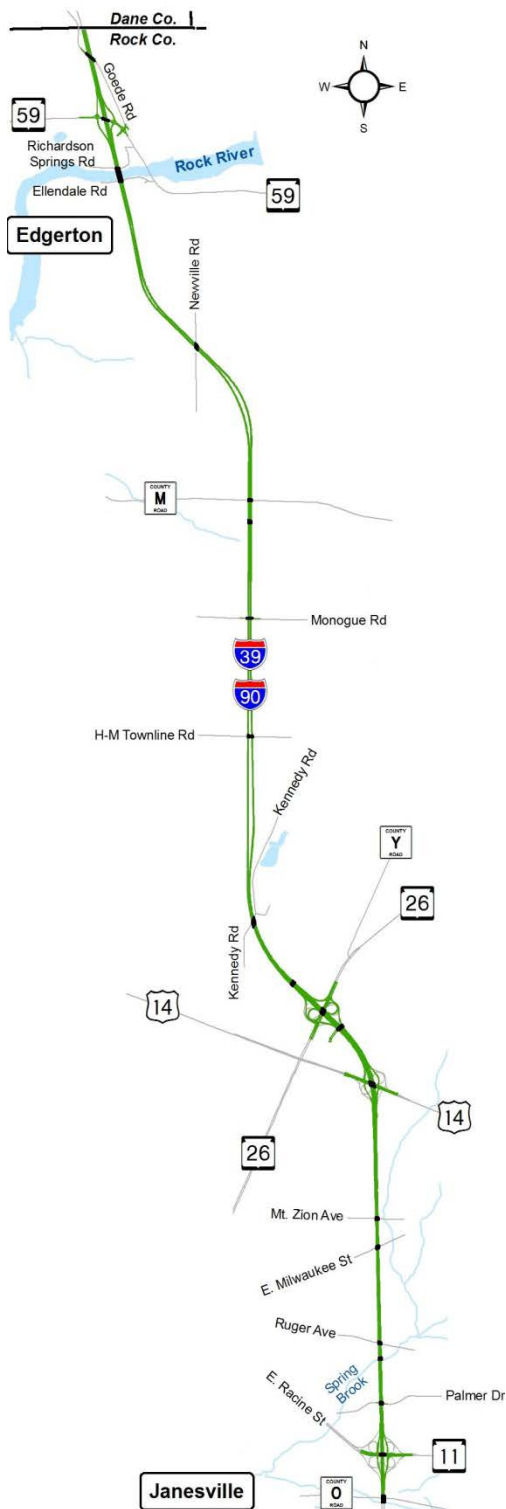 Dane Co.
Rock Co.
N
W E
S
Goede Rd
59
Richardson
Springs Rd
Rock River
Ellendale Rd
59
Edgerton
Newville Rd
COUNTY
M
ROAD
Monogue Rd
39
90
H-M Townline Rd
Kennedy Rd
COUNTY
Y
ROAD
26
Kennedy Rd
14
14
26
Mt. Zion Ave
E. Milwaukee St
Ruger Ave
Spring
Brook
E. Racine St
Palmer Dr
11
Janesville
COUNTY
O
ROAD